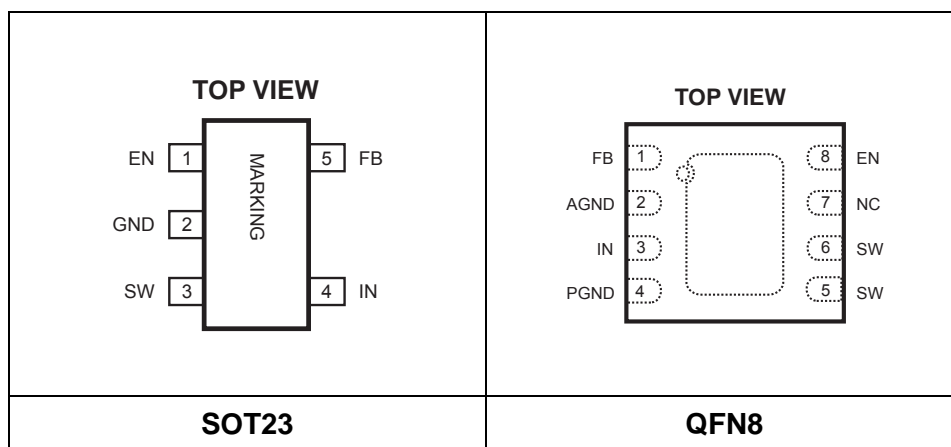 TOP VIEW
EN 1 MARKING 5 FB
GND 2
SW 3 4 IN
SOT23
TOP VIEW
FB 1 8 EN
AGND 2 7 NC
IN 3 6 SW
PGND 4 5 SW
QFN8